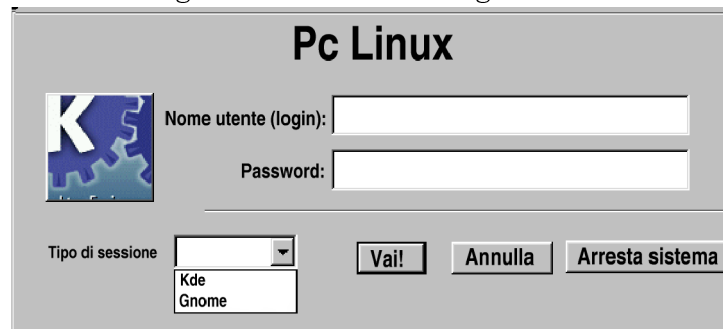 Pc Linux
K
Nome utente (login):
Password:
Tipo di sessione
Vai!
Annulla
Arresta sistema
Kde
Gnome